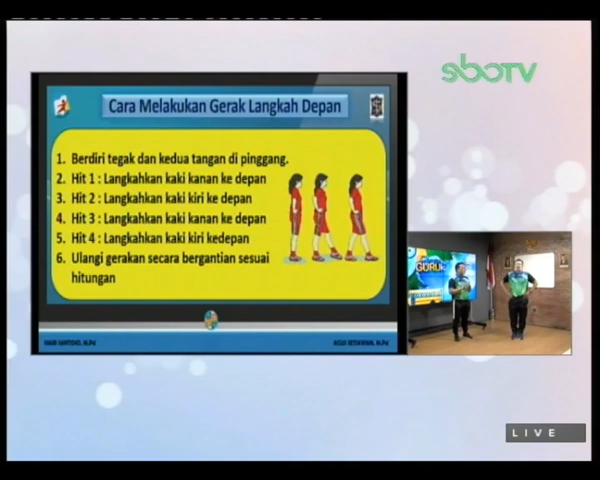 sboTV
Cara Melakukan Gerak Langkah Depan
1. Berdiri tegak dan kedua tangan di pinggang.
2. Hit 1 : Langkahkan kaki kanan ke depan
3. Hit 2 : Langkahkan kaki kiri ke depan
4. Hit 3 : Langkahkan kaki kanan ke depan
5. Hit 4 : Langkahkan kaki kiri kedepan
6. Ulangi gerakan secara bergantian sesuai
hitungan
GURUku
LIVE